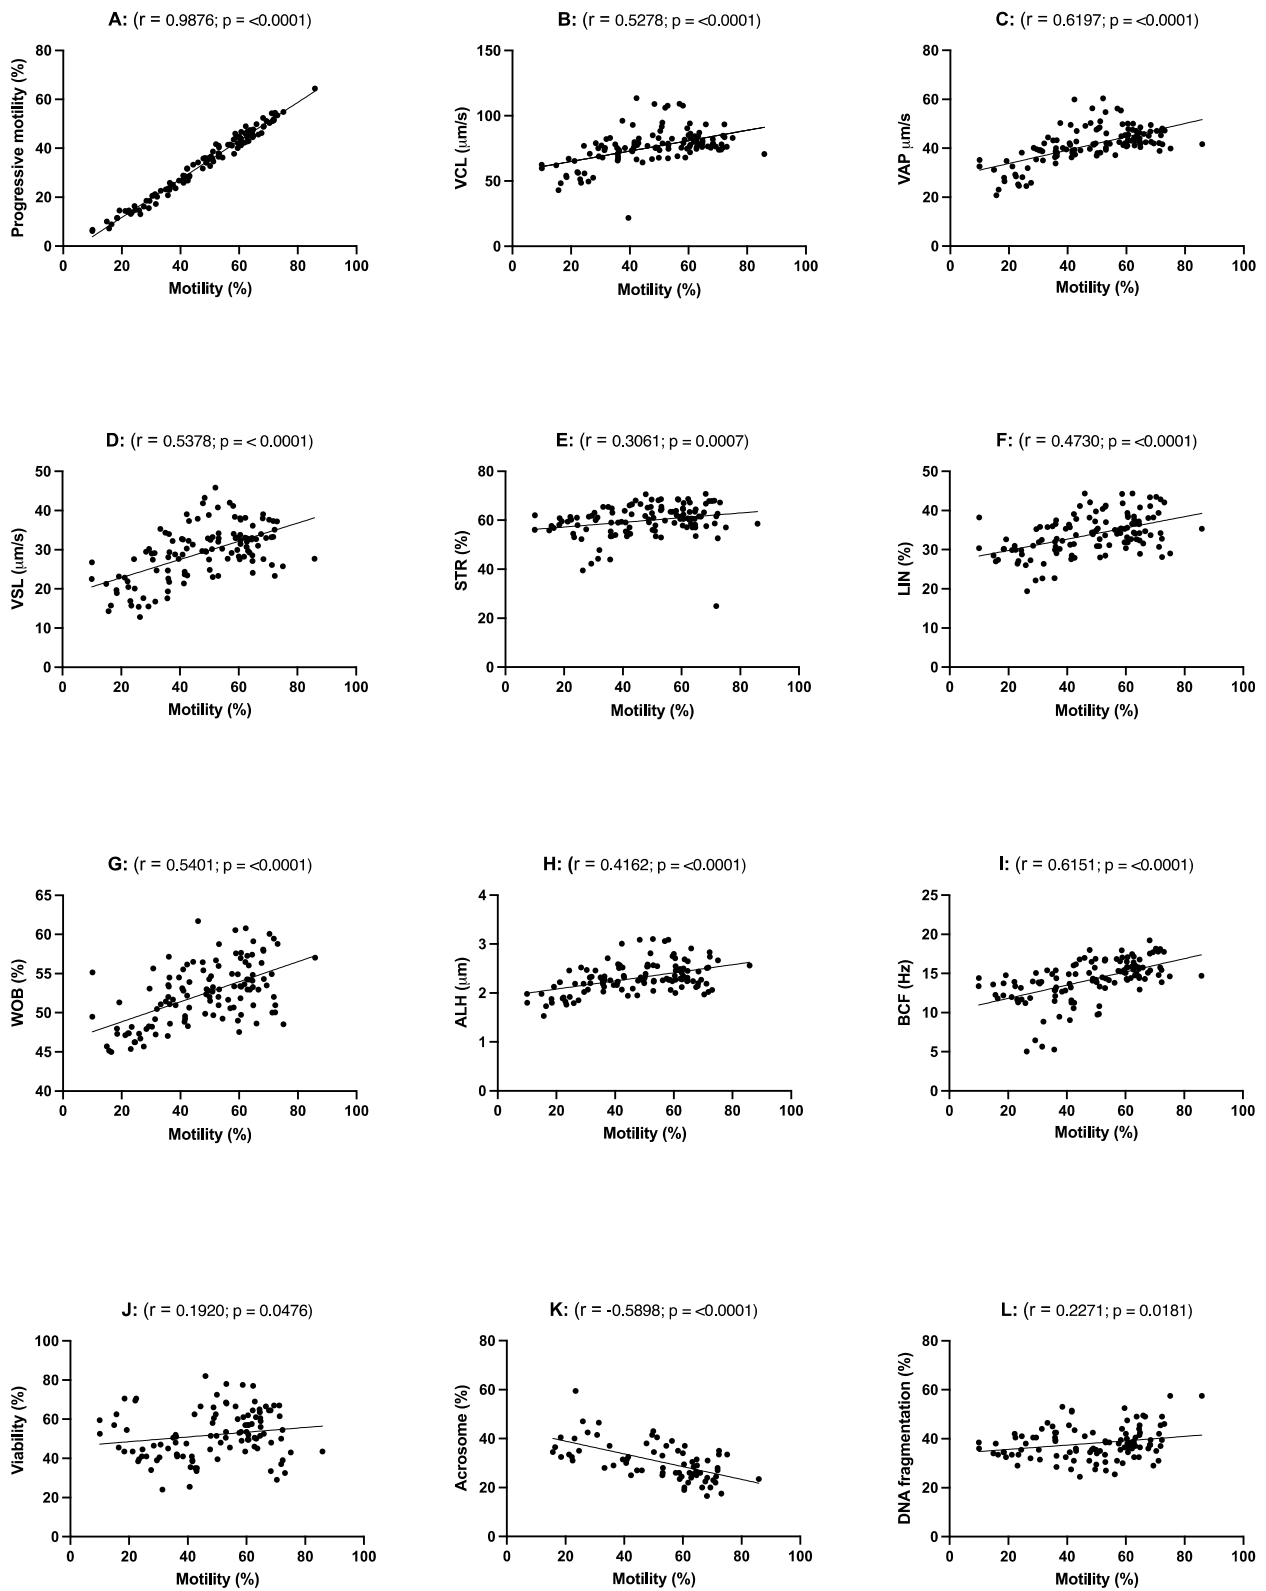 A: (r = 0.9876; p = <0.0001)
Progressive motility (%)
80
60
40
20
0
0 20 40 60 80 100
Motility (%)
B: (r = 0.5278; p = <0.0001)
VCL (μm/s)
150
100
50
0
0 20 40 60 80 100
Motility (%)
C: (r = 0.6197; p = <0.0001)
VAP μm/s
80
60
40
20
0
0 20 40 60 80 100
Motility (%)
D: (r = 0.5378; p = < 0.0001)
VSL (μm/s)
50
40
30
20
10
0
0 20 40 60 80 100
Motility (%)
E: (r = 0.3061; p = 0.0007)
STR (%)
80
60
40
20
0
0 20 40 60 80 100
Motility (%)
F: (r = 0.4730; p = <0.0001)
LIN (%)
50
40
30
20
10
0
0 20 40 60 80 100
Motility (%)
G: (r = 0.5401; p = <0.0001)
WOB (%)
65
60
55
50
45
40
0 20 40 60 80 100
Motility (%)
H: (r = 0.4162; p = <0.0001)
ALH (μm)
4
3
2
1
0
0 20 40 60 80 100
Motility (%)
I: (r = 0.6151; p = <0.0001)
BCF (Hz)
25
20
15
10
5
0
0 20 40 60 80 100
Motility (%)
J: (r = 0.1920; p = 0.0476)
Viability (%)
100
80
60
40
20
0
0 20 40 60 80 100
Motility (%)
K: (r = -0.5898; p = <0.0001)
Acrosome (%)
80
60
40
20
0
0 20 40 60 80 100
Motility (%)
L: (r = 0.2271; p = 0.0181)
DNA fragmentation (%)
80
60
40
20
0
0 20 40 60 80 100
Motility (%)